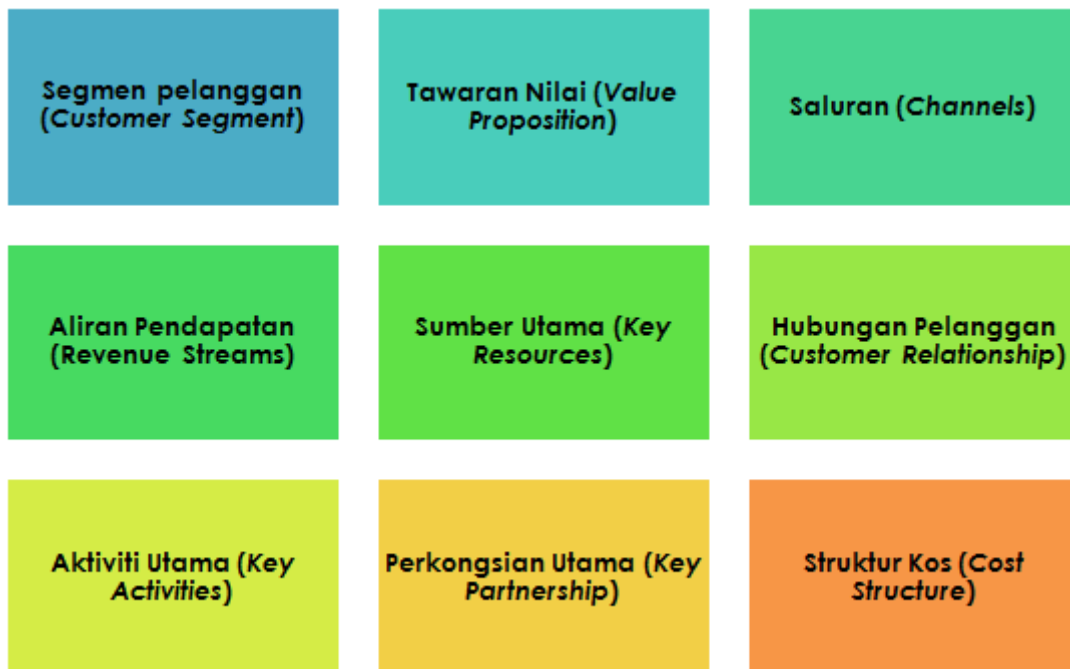 Segmen pelanggan
(Customer Segment)
Tawaran Nilai (Value
Proposition)
Saluran (Channels)
Aliran Pendapatan
(Revenue Streams)
Sumber Utama (Key
Resources)
Hubungan Pelanggan
(Customer Relationship)
Aktiviti Utama (Key
Activities)
Perkongsian Utama (Key
Partnership)
Struktur Kos (Cost
Structure)